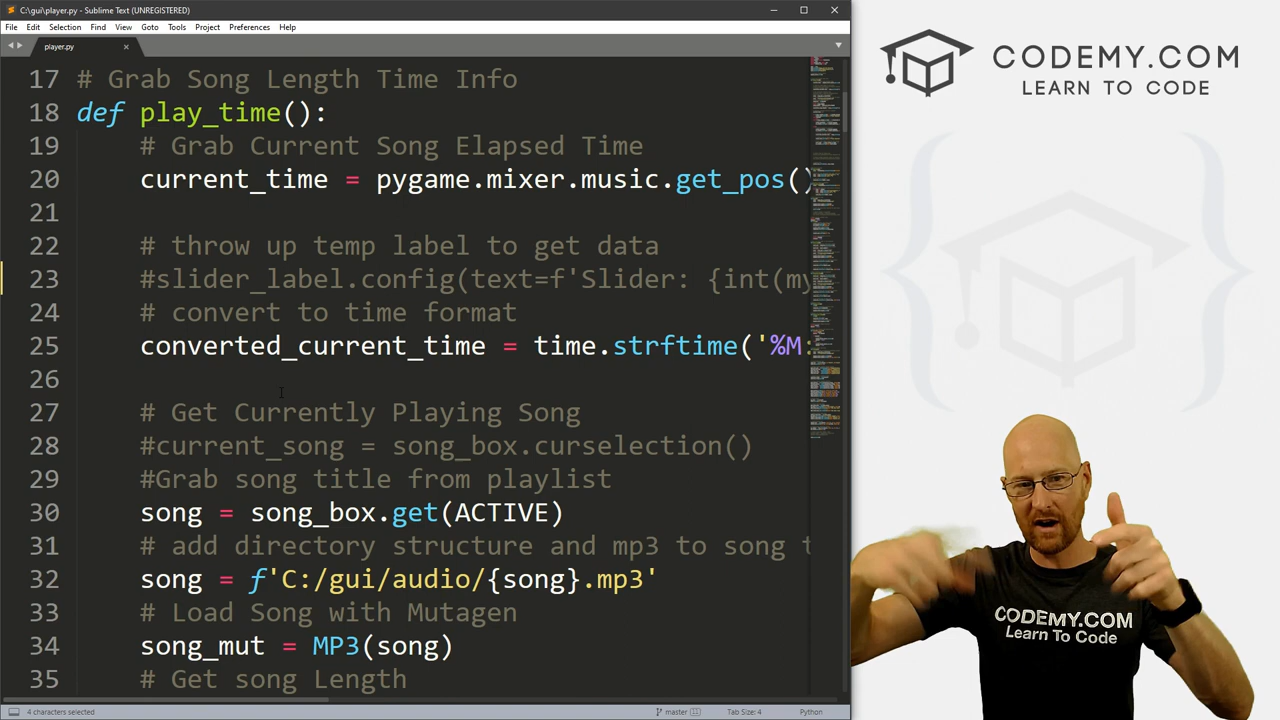 C:\gui\player.py - Sublime Text (UNREGISTERED)
File Edit Selection Find View Goto Tools Project Preferences Help
player.py
17 # Grab Song Length Time Info
18 def play_time():
19 # Grab Current Song Elapsed Time
20 current_time = pygame.mixer.music.get_pos()
21
22 # throw up temp label to get data
23 #slider_label.config(text=f'Slider: {int(my
24 # convert to time format
25 converted_current_time = time.strftime('%M:
26
27 # Get Currently Playing Song
28 #current_song = song_box.curselection()
29 #Grab song title from playlist
30 song = song_box.get(ACTIVE)
31 # add directory structure and mp3 to song t
32 song = f'C:/gui/audio/{song}.mp3'
33 # Load Song with Mutagen
34 song_mut = MP3(song)
35 # Get song Length
4 characters selected
master 11
Tab Size: 4
Python
CODEMY.COM
LEARN TO CODE
CODEMY.COM
Learn To Code